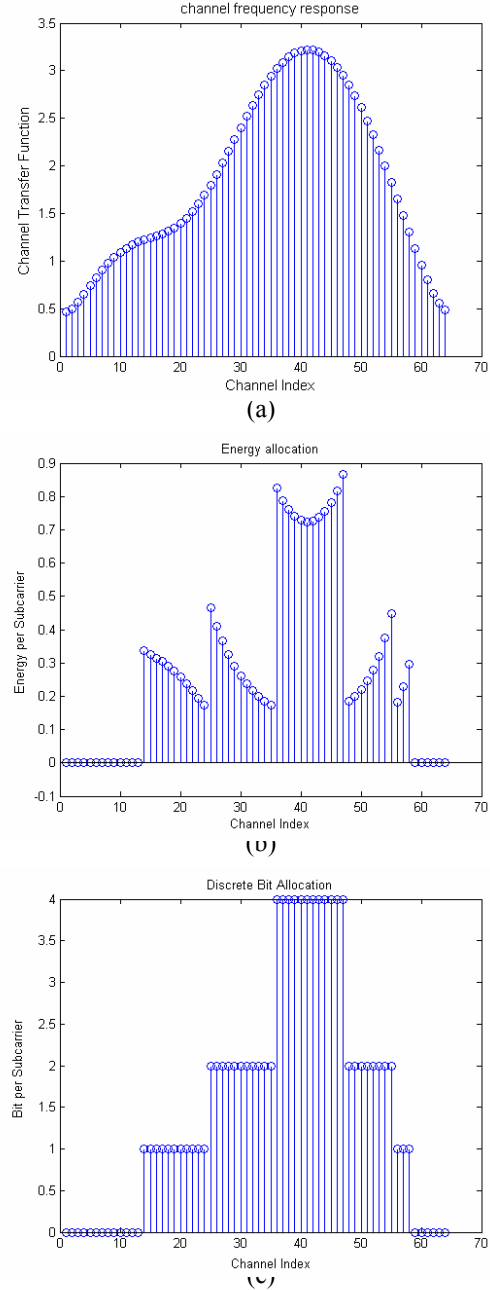 channel frequency response
3.5
3
2.5
2
1.5
1
0.5
0
0 10 20 30 40 50 60 70
Channel Transfer Function
Channel Index
(a)
Energy allocation
0.9
0.8
0.7
0.6
0.5
0.4
0.3
0.2
0.1
0
-0.1
0 10 20 30 40 50 60 70
Energy per Subcarrier
Channel Index
(b)
Discrete Bit Allocation
4
3.5
3
2.5
2
1.5
1
0.5
0
0 10 20 30 40 50 60 70
Bit per Subcarrier
Channel Index
(c)